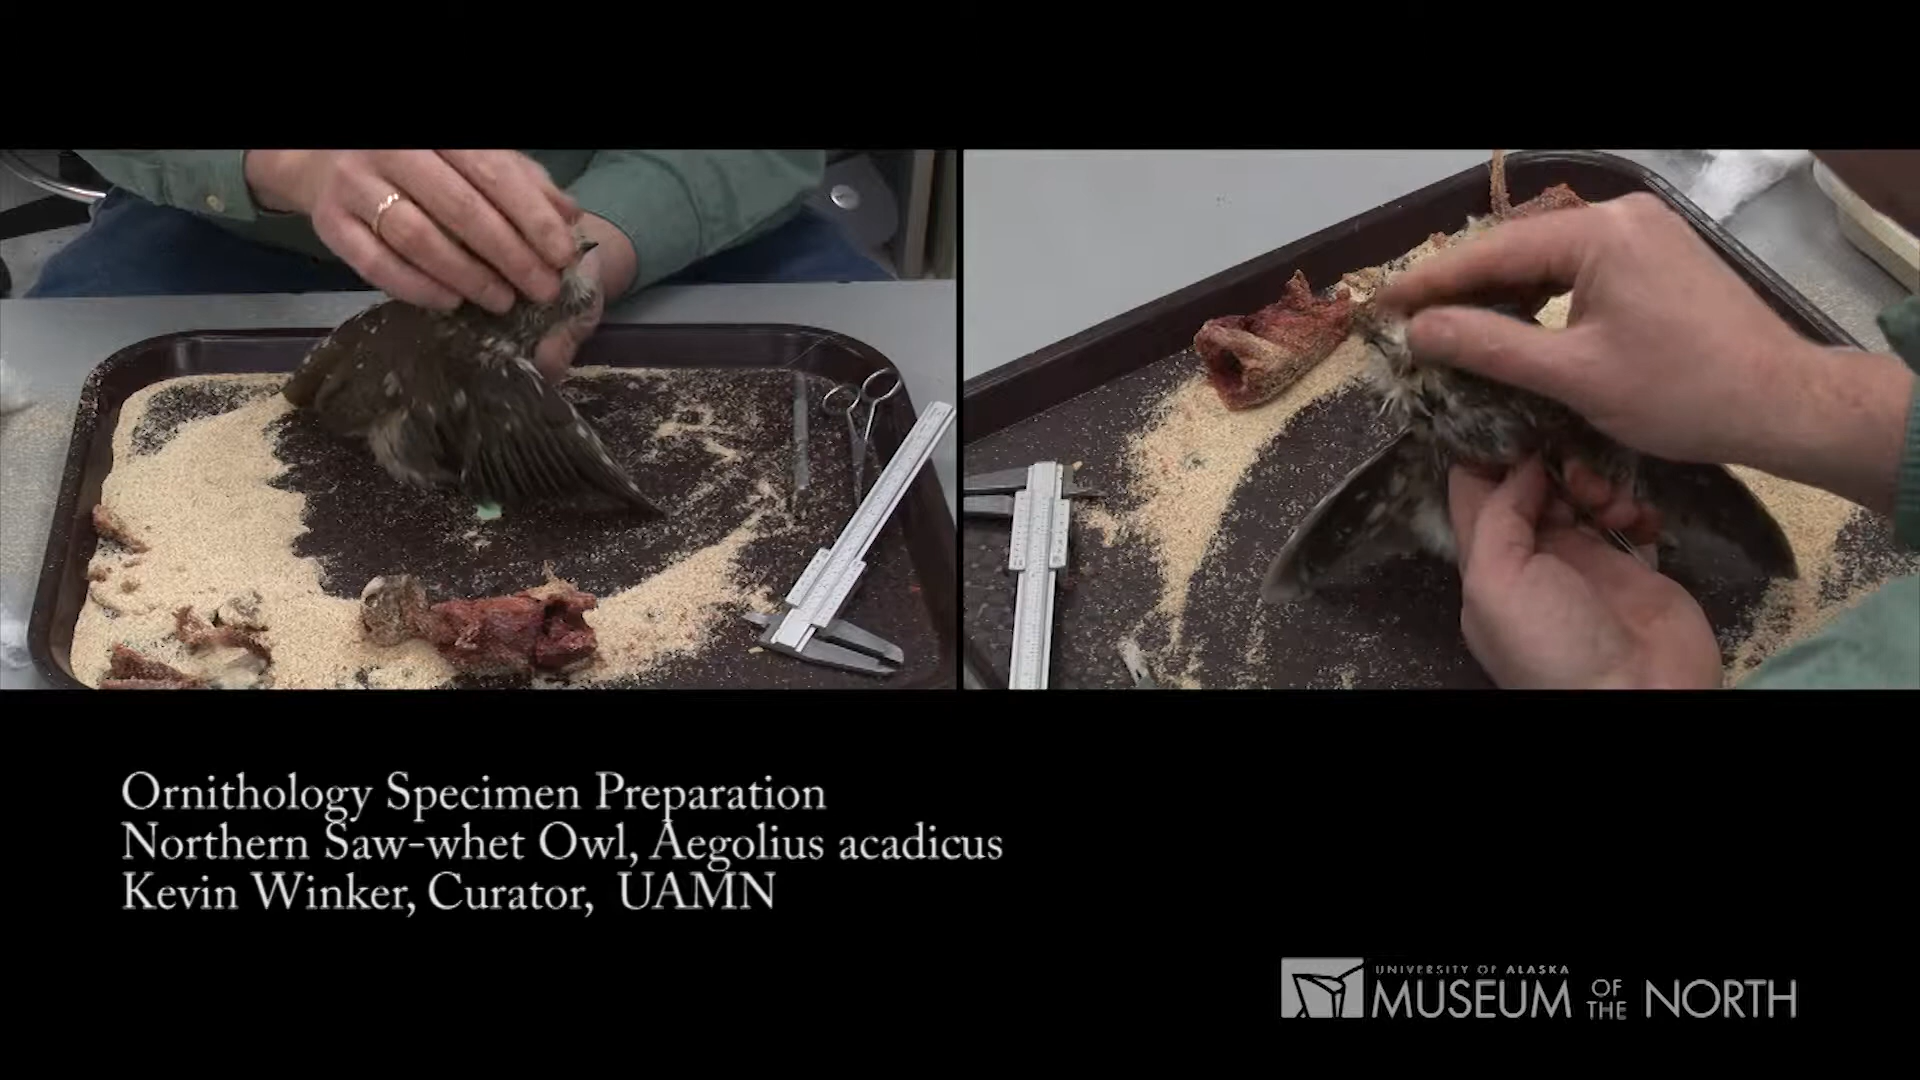 Ornithology Specimen Preparation
Northern Saw-whet Owl, Aegolius acadicus
Kevin Winker, Curator, UAMN
UNIVERSITY OF ALASKA
MUSEUM OF THE NORTH